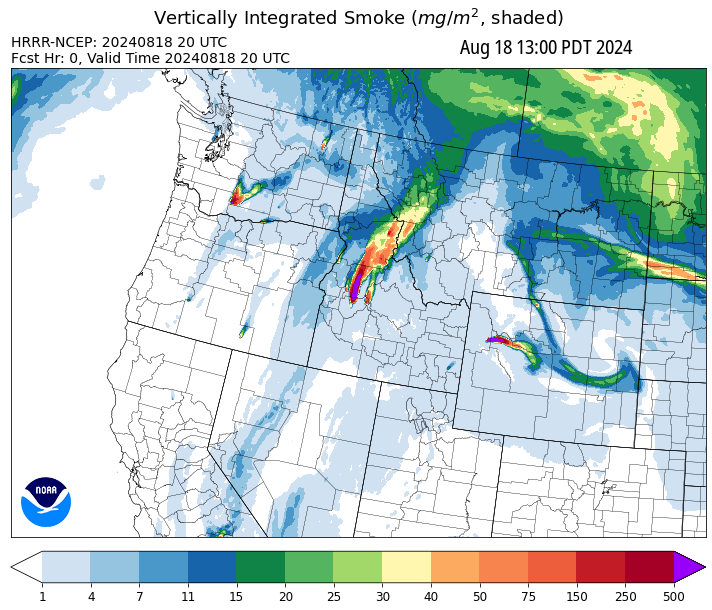 Vertically Integrated Smoke (mg/m², shaded)
HRRR-NCEP: 20240818 20 UTC
Fcst Hr: 0, Valid Time 20240818 20 UTC
Aug 18 13:00 PDT 2024
NOAA
1 4 7 11 15 20 25 30 40 50 75 150 250 500